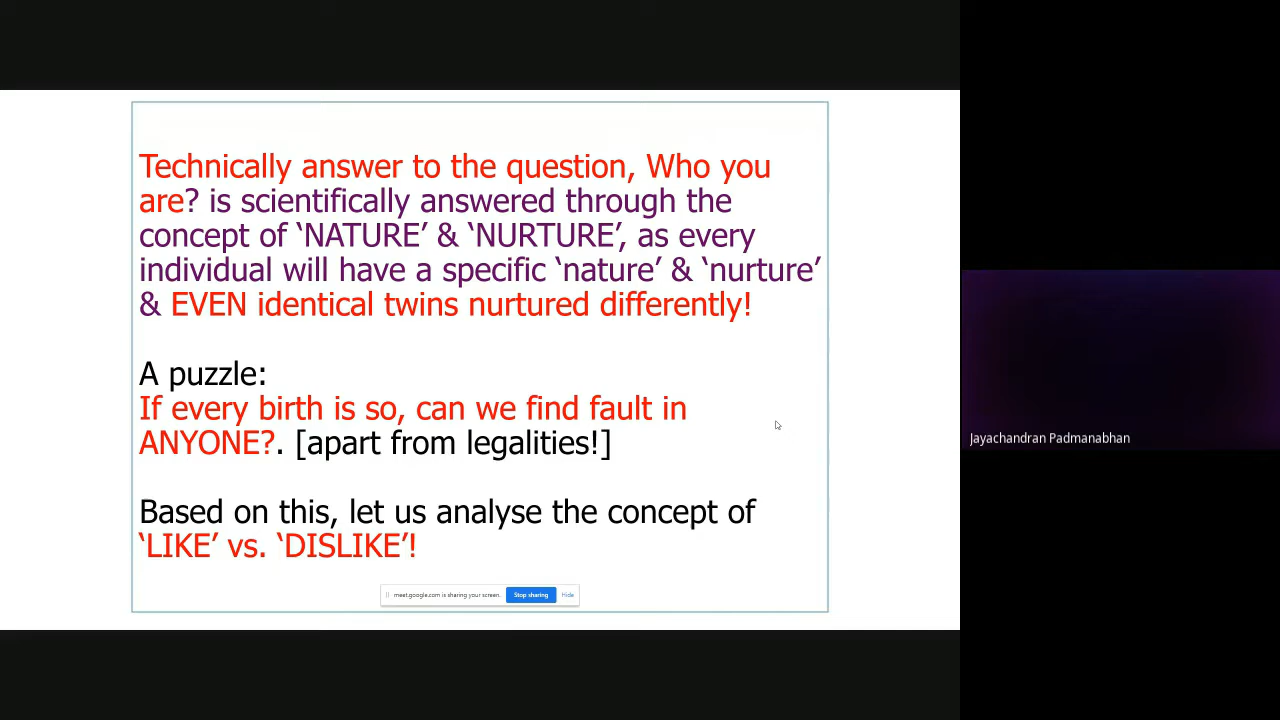 Technically answer to the question, Who you
are? is scientifically answered through the
concept of ‘NATURE’ & ‘NURTURE’, as every
individual will have a specific ‘nature’ & ‘nurture’
& EVEN identical twins nurtured differently!
A puzzle:
If every birth is so, can we find fault in
ANYONE?. [apart from legalities!]
Based on this, let us analyse the concept of
‘LIKE’ vs. ‘DISLIKE’!
meet.google.com is sharing your screen. Stop sharing Hide
Jayachandran Padmanabhan